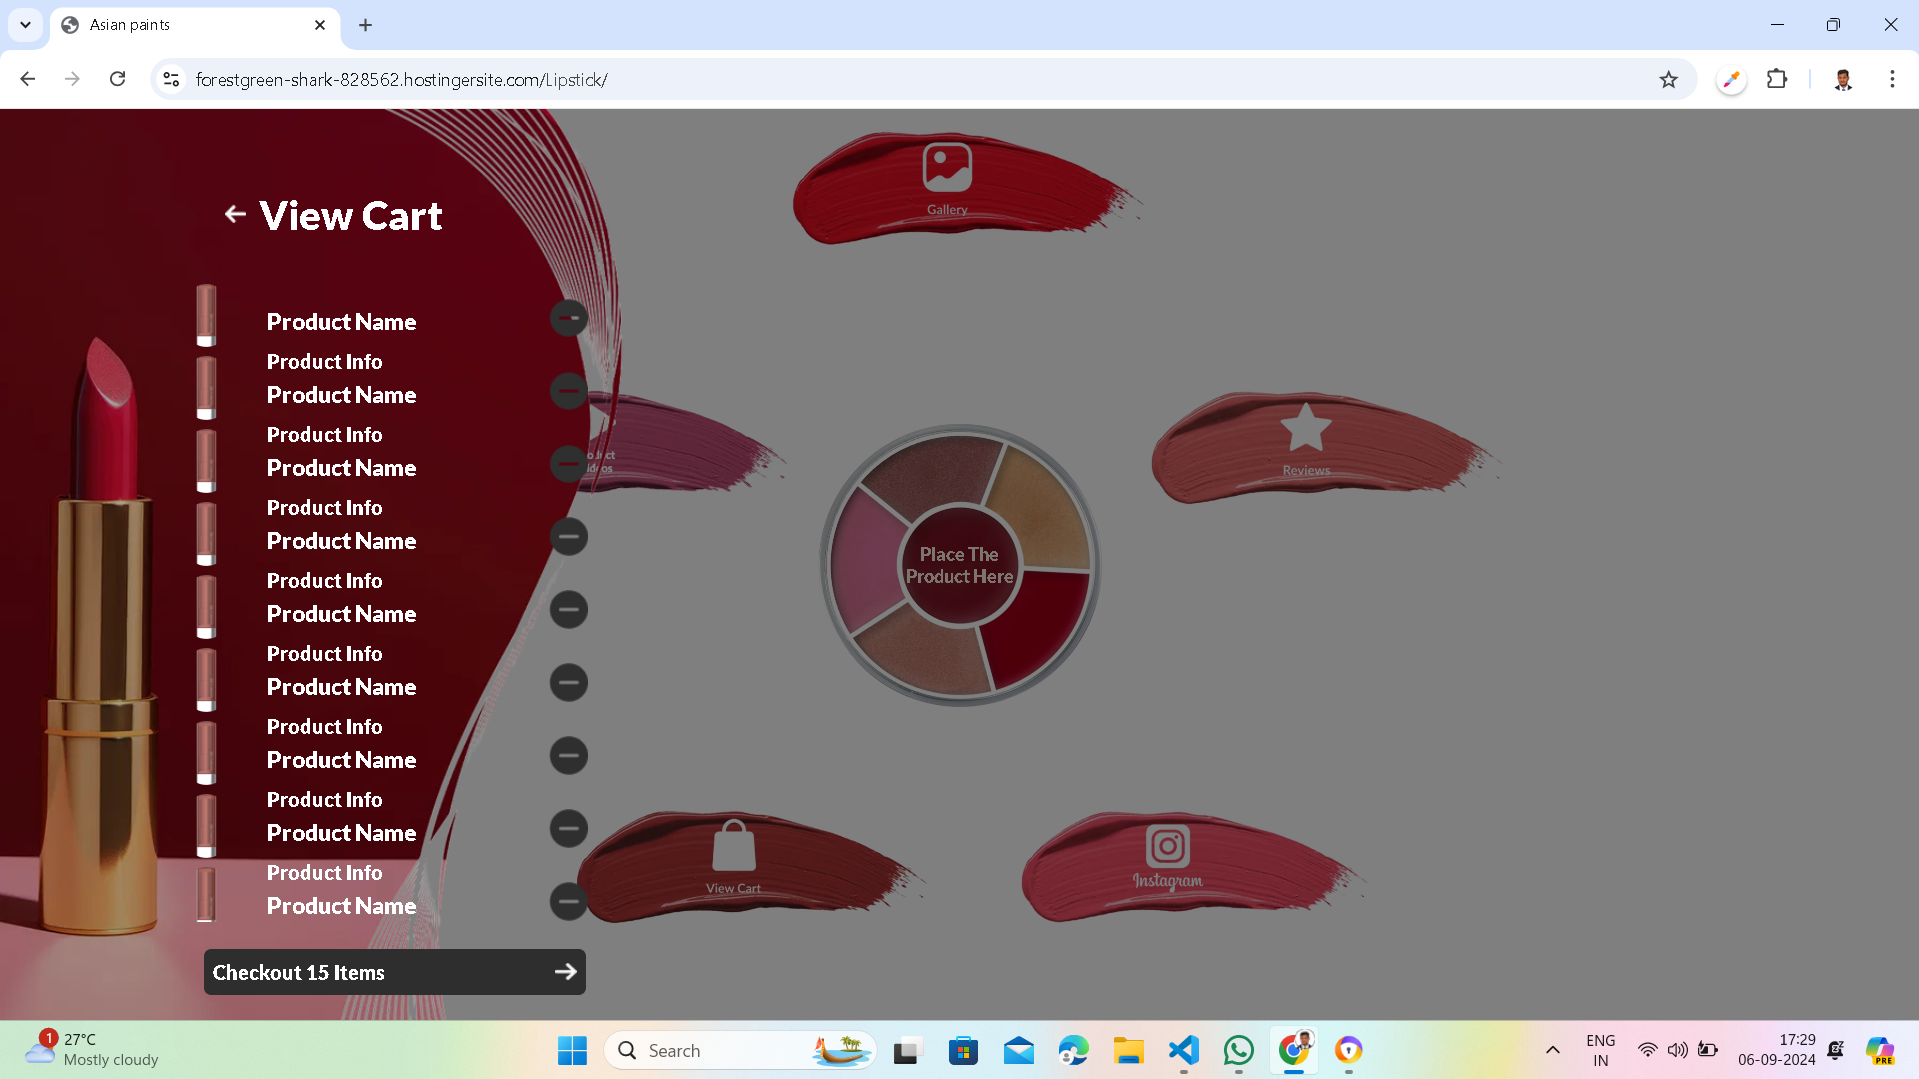 Asian paints
forestgreen-shark-828562.hostingersite.com/Lipstick/
Gallery
View Cart
Product Name
Product Info
Product Name
Product Info
Product Name
Product Info
Product Name
Product Info
Product Name
Product Info
Product Name
Product Info
Product Name
Product Info
Product Name
Product Info
Product Name
Checkout 15 Items
Reviews
Place The
Product Here
View Cart
Instagram
1
27°C
Mostly cloudy
Search
ENG
IN
17:29
06-09-2024
PRE